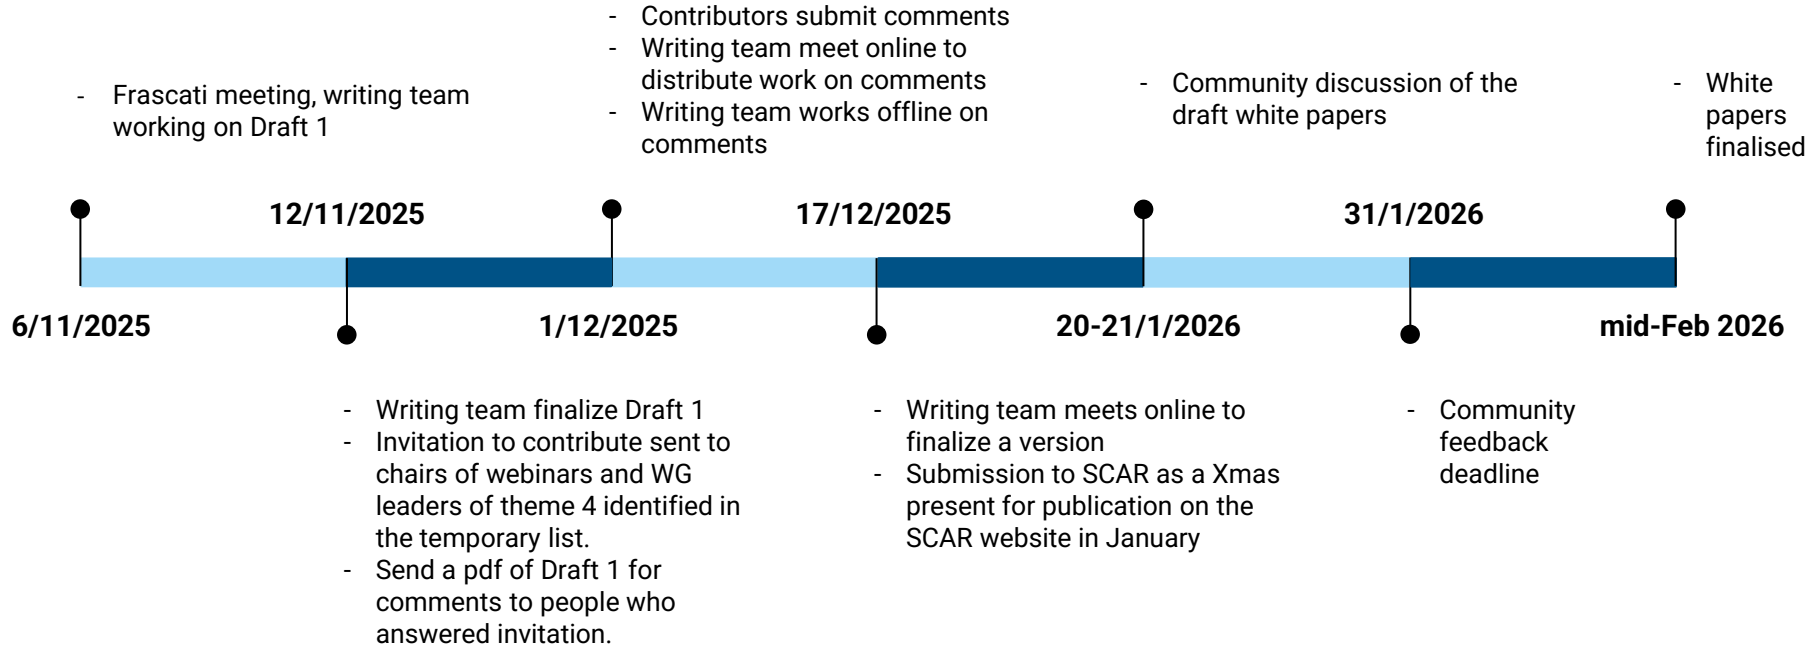 - Frascati meeting, writing team
working on Draft 1
- Contributors submit comments
- Writing team meet online to
distribute work on comments
- Writing team works offline on
comments
- Community discussion of the
draft white papers
- White
papers
finalised
12/11/2025
17/12/2025
31/1/2026
6/11/2025
1/12/2025
20-21/1/2026
mid-Feb 2026
- Writing team finalize Draft 1
- Invitation to contribute sent to
chairs of webinars and WG
leaders of theme 4 identified in
the temporary list.
- Send a pdf of Draft 1 for
comments to people who
answered invitation.
- Writing team meets online to
finalize a version
- Submission to SCAR as a Xmas
present for publication on the
SCAR website in January
- Community
feedback
deadline